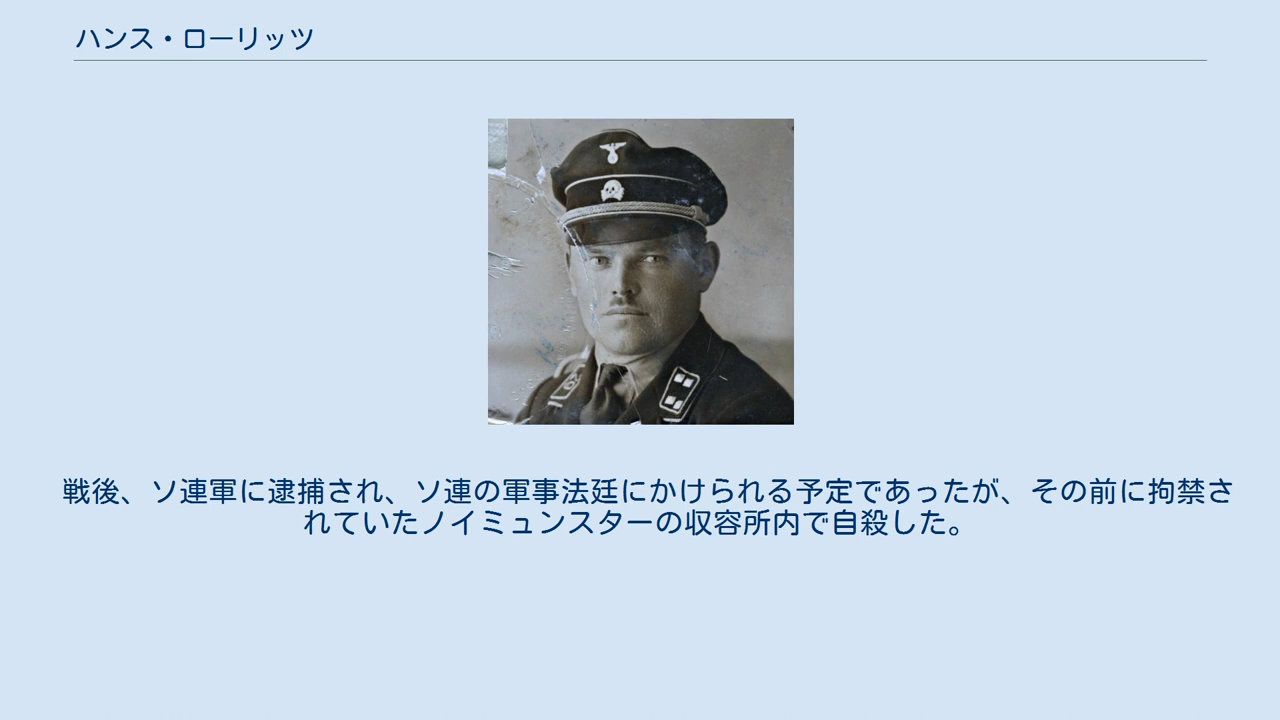 ハンス・ローリッツ
戦後、ソ連軍に逮捕され、ソ連の軍事法廷にかけられる予定であったが、その前に拘禁さ
れていたノイミュンスターの収容所内で自殺した。